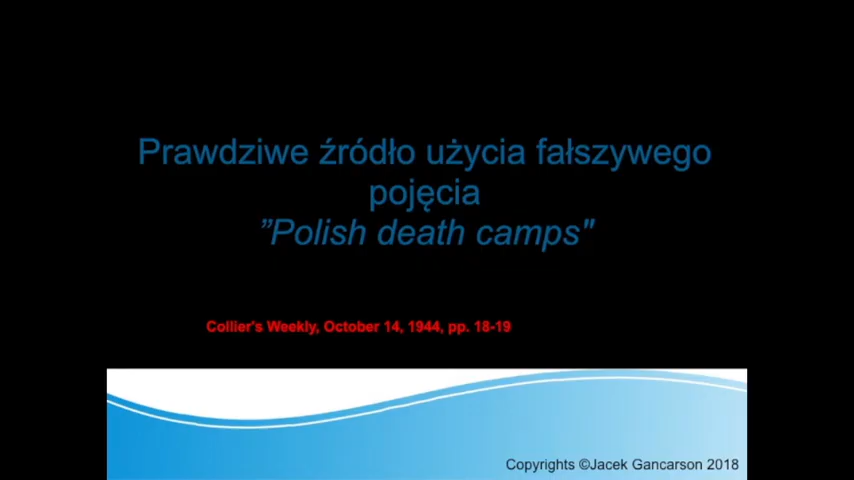 Prawdziwe źródło użycia fałszywego
pojęcia
”Polish death camps"
Collier's Weekly, October 14, 1944, pp. 18-19
Copyrights ©Jacek Gancarson 2018